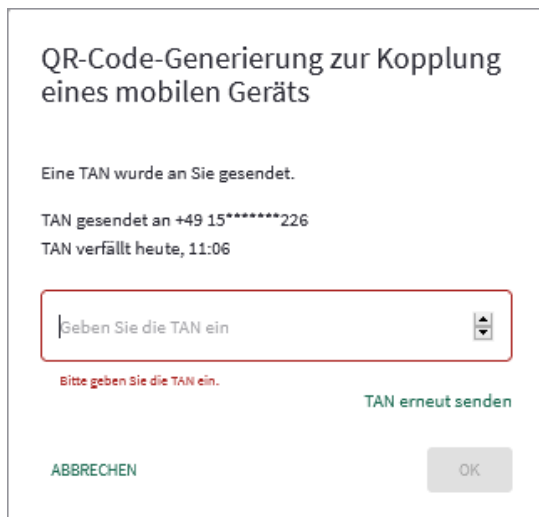 QR-Code-Generierung zur Kopplung
eines mobilen Geräts
Eine TAN wurde an Sie gesendet.
TAN gesendet an +49 15*******226
TAN verfällt heute, 11:06
Geben Sie die TAN ein
Bitte geben Sie die TAN ein.
TAN erneut senden
ABBRECHEN
OK